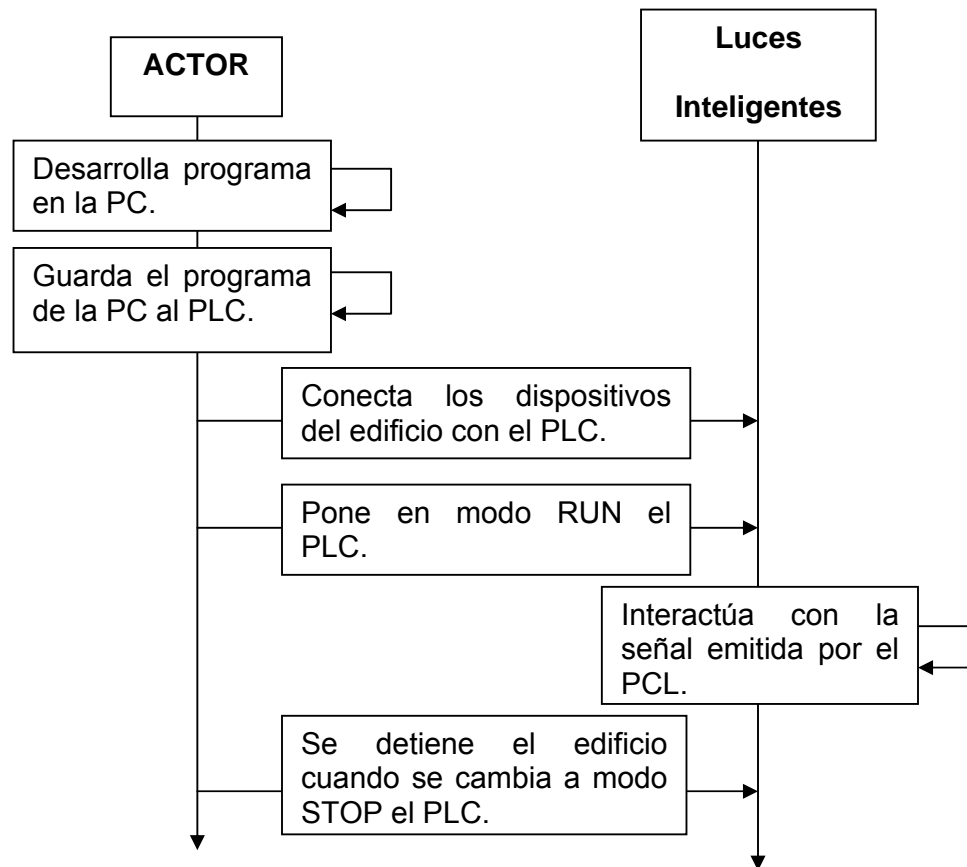 ACTOR
Luces
Inteligentes
Desarrolla programa
en la PC.
Guarda el programa
de la PC al PLC.
Conecta los dispositivos
del edificio con el PLC.
Pone en modo RUN el
PLC.
Interactúa con la
señal emitida por el
PCL.
Se detiene el edificio
cuando se cambia a modo
STOP el PLC.